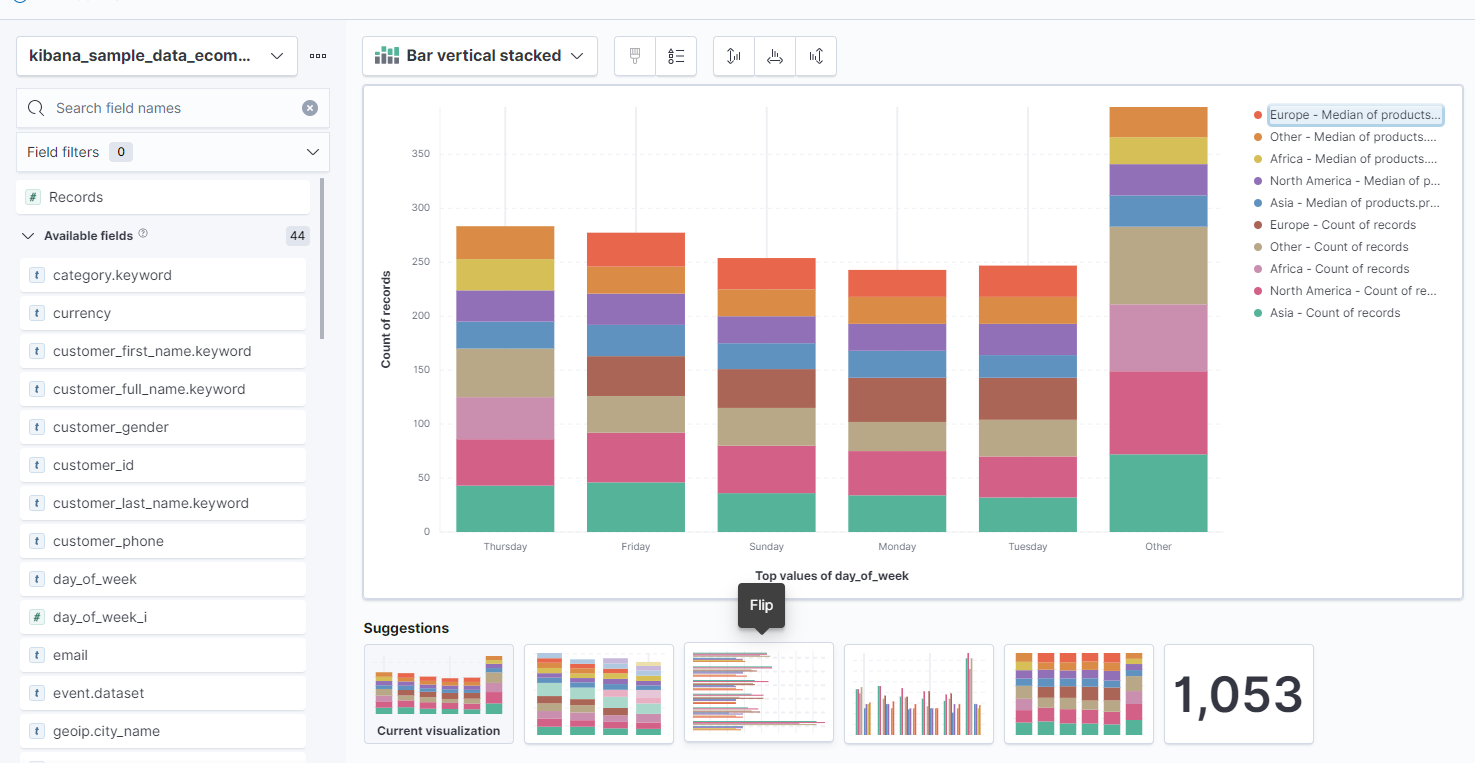 kibana_sample_data_ecom...
Search field names
Field filters 0
# Records
Available fields 44
t category.keyword
t currency
t customer_first_name.keyword
t customer_full_name.keyword
t customer_gender
t customer_id
t customer_last_name.keyword
t customer_phone
t day_of_week
# day_of_week_i
t email
t event.dataset
t geoip.city_name
Bar vertical stacked
Count of records
350
300
250
200
150
100
50
0
Thursday Friday Sunday Monday Tuesday Other
Top values of day_of_week
Europe - Median of products...
Other - Median of products....
Africa - Median of products....
North America - Median of p...
Asia - Median of products.pr...
Europe - Count of records
Other - Count of records
Africa - Count of records
North America - Count of re...
Asia - Count of records
Flip
Suggestions
Current visualization
1,053